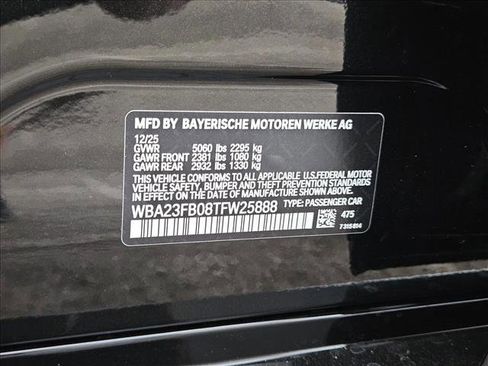 MFD BY BAYERISCHE MOTOREN WERKE AG
12/25
GVWR 5060 lbs 2295 kg
GAWR FRONT 2381 lbs 1080 kg
GAWR REAR 2932 lbs 1330 kg
THIS VEHICLE CONFORMS TO ALL APPLICABLE U.S.FEDERAL MOTOR
VEHICLE SAFETY, BUMPER AND THEFT PREVENTION STANDARDS
IN EFFECT ON THE DATE OF MANUFACTURE SHOWN ABOVE.
WBA23FB08TFW25888 TYPE: PASSENGER CAR
475
7315814